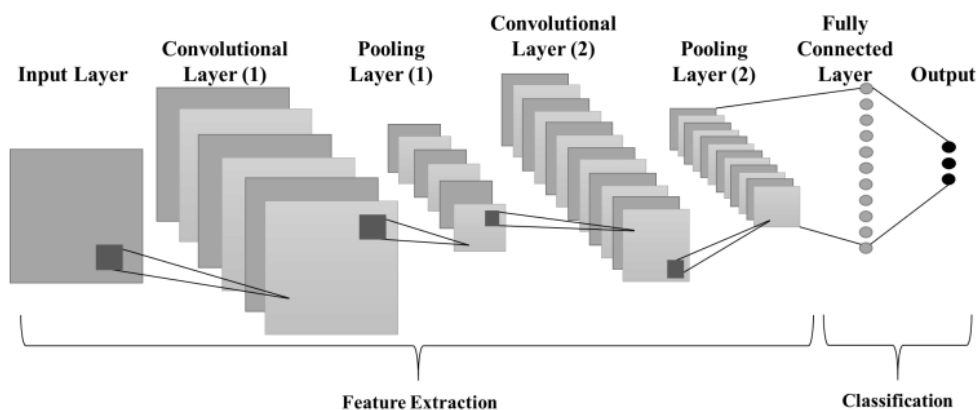 Input Layer
Convolutional
Layer (1)
Pooling
Layer (1)
Convolutional
Layer (2)
Pooling
Layer (2)
Fully
Connected
Layer
Output
Feature Extraction
Classification